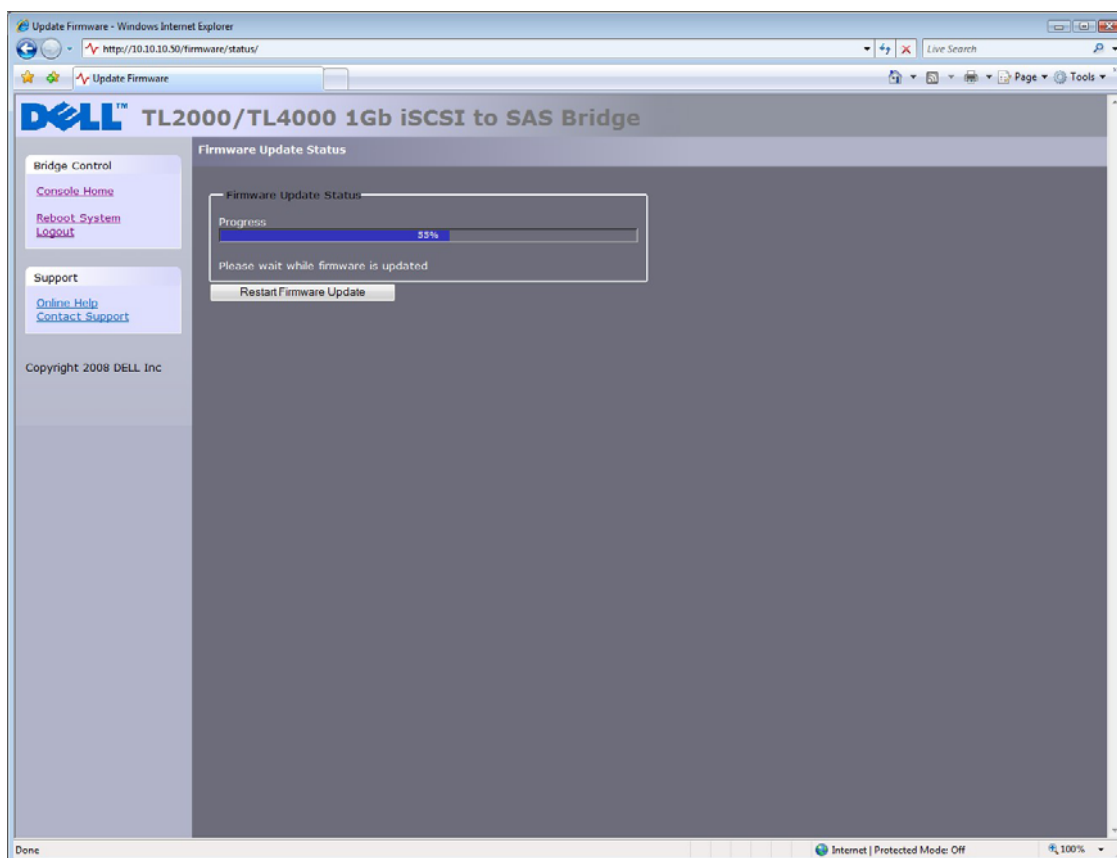 Update Firmware - Windows Internet Explorer
http://10.10.10.50/firmware/status/
Live Search
Update Firmware
Page
Tools
DELL™ TL2000/TL4000 1Gb iSCSI to SAS Bridge
Firmware Update Status
Bridge Control
Console Home
Reboot System
Logout
Support
Online Help
Contact Support
Copyright 2008 DELL Inc
Firmware Update Status
Progress
55%
Please wait while firmware is updated
Restart Firmware Update
Done
Internet | Protected Mode: Off
100%